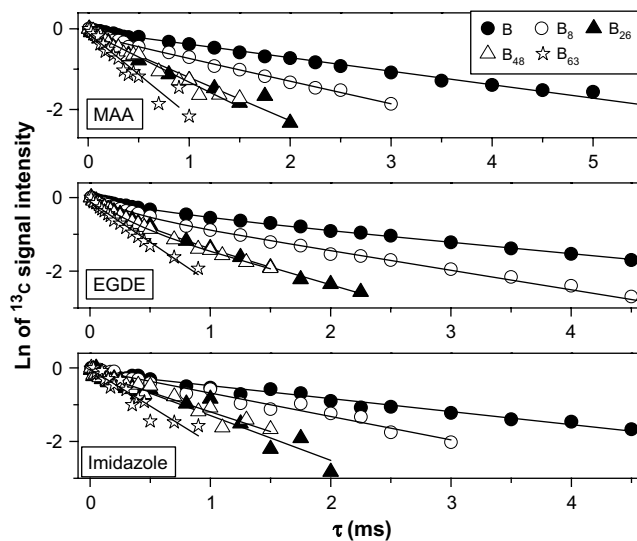 B B₈ B₂₆
B₄₈ B₆₃
0
-1
-2
MAA
0 1 2 3 4 5
0
-2
EGDE
0 1 2 3 4
0
-2
Imidazole
0 1 2 3 4
τ (ms)
Ln of ¹³C signal intensity